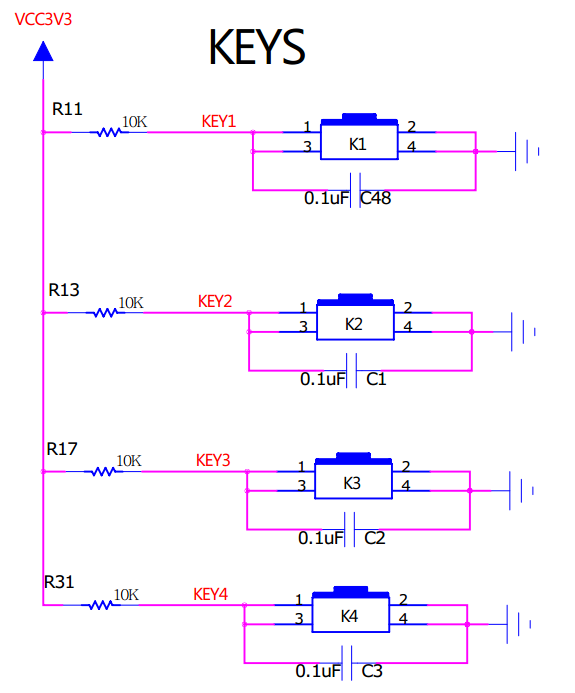 VCC3V3
KEYS
R11
10K
KEY1
1
2
3
4
K1
0.1uF
C48
R13
10K
KEY2
1
2
3
4
K2
0.1uF
C1
R17
10K
KEY3
1
2
3
4
K3
0.1uF
C2
R31
10K
KEY4
1
2
3
4
K4
0.1uF
C3